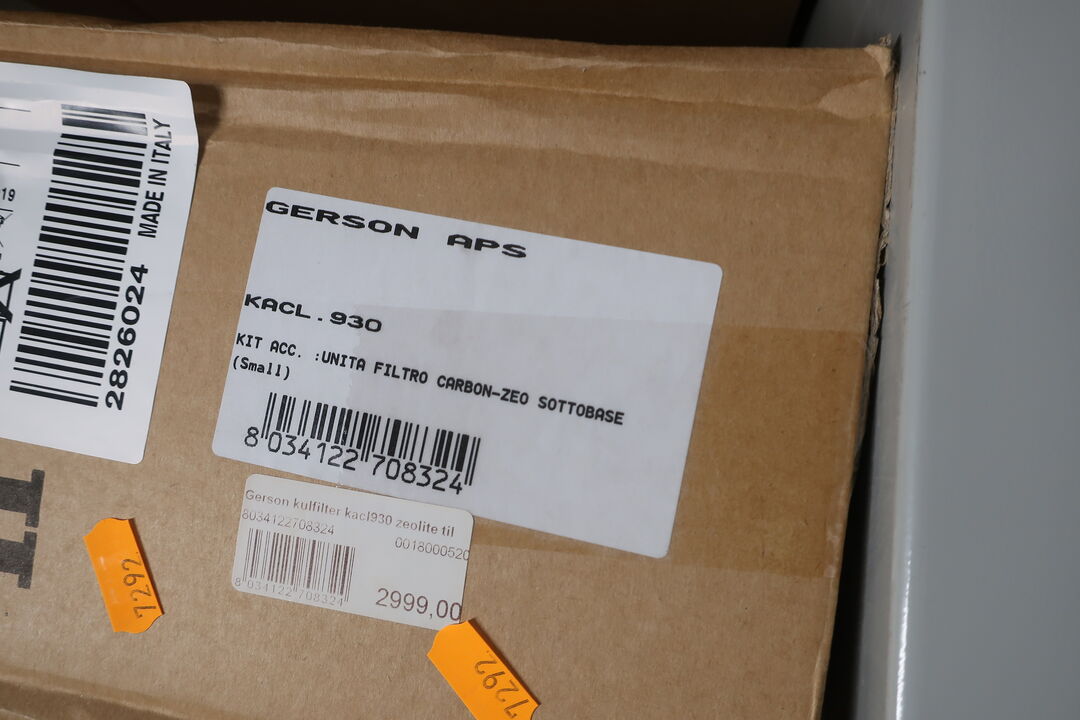 19
MADE IN ITALY
2826024
GERSON APS
KACL.930
KIT ACC. :UNITA FILTRO CARBON-ZEO SOTTOBASE
(Small)
8 034122 708324
Gerson kulfilter kacl930 zeolite til
8034122708324
0018000520
8 034122 708324
2999,00
7292
7292